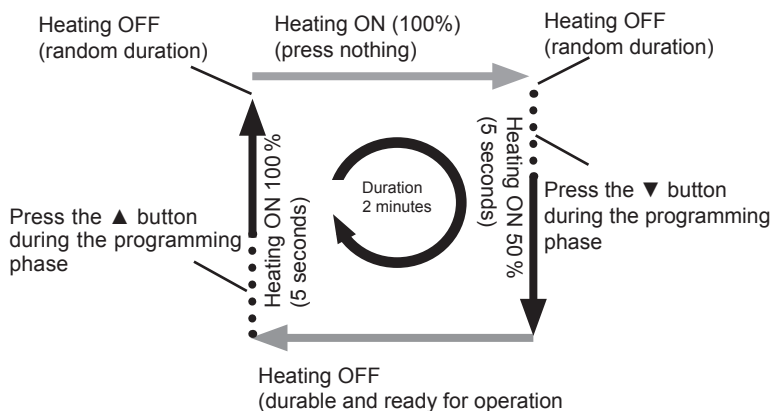 Heating OFF
(random duration)
Heating ON (100%)
(press nothing)
Heating OFF
(random duration)
Heating ON 100 %
(5 seconds)
Duration
2 minutes
Heating ON 50 %
(5 seconds)
Press the ▲ button
during the programming
phase
Press the ▼ button
during the programming
phase
Heating OFF
(durable and ready for operation